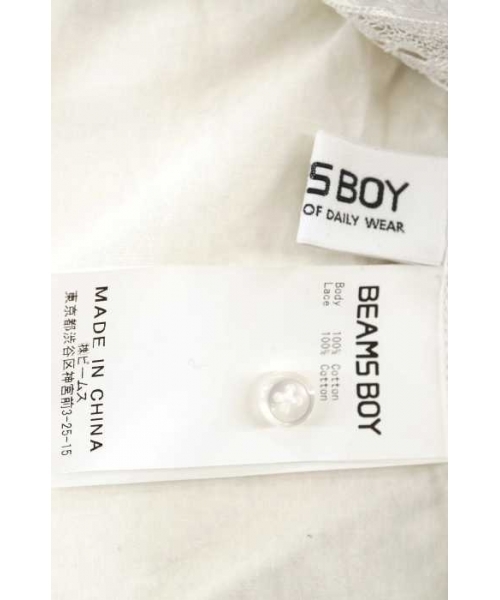 S BOY
OF DAILY WEAR
BEAMS BOY
Body 100% Cotton
Lace 100% Cotton
MADE IN CHINA
㈱ビームス
東京都渋谷区神宮前3-25-15